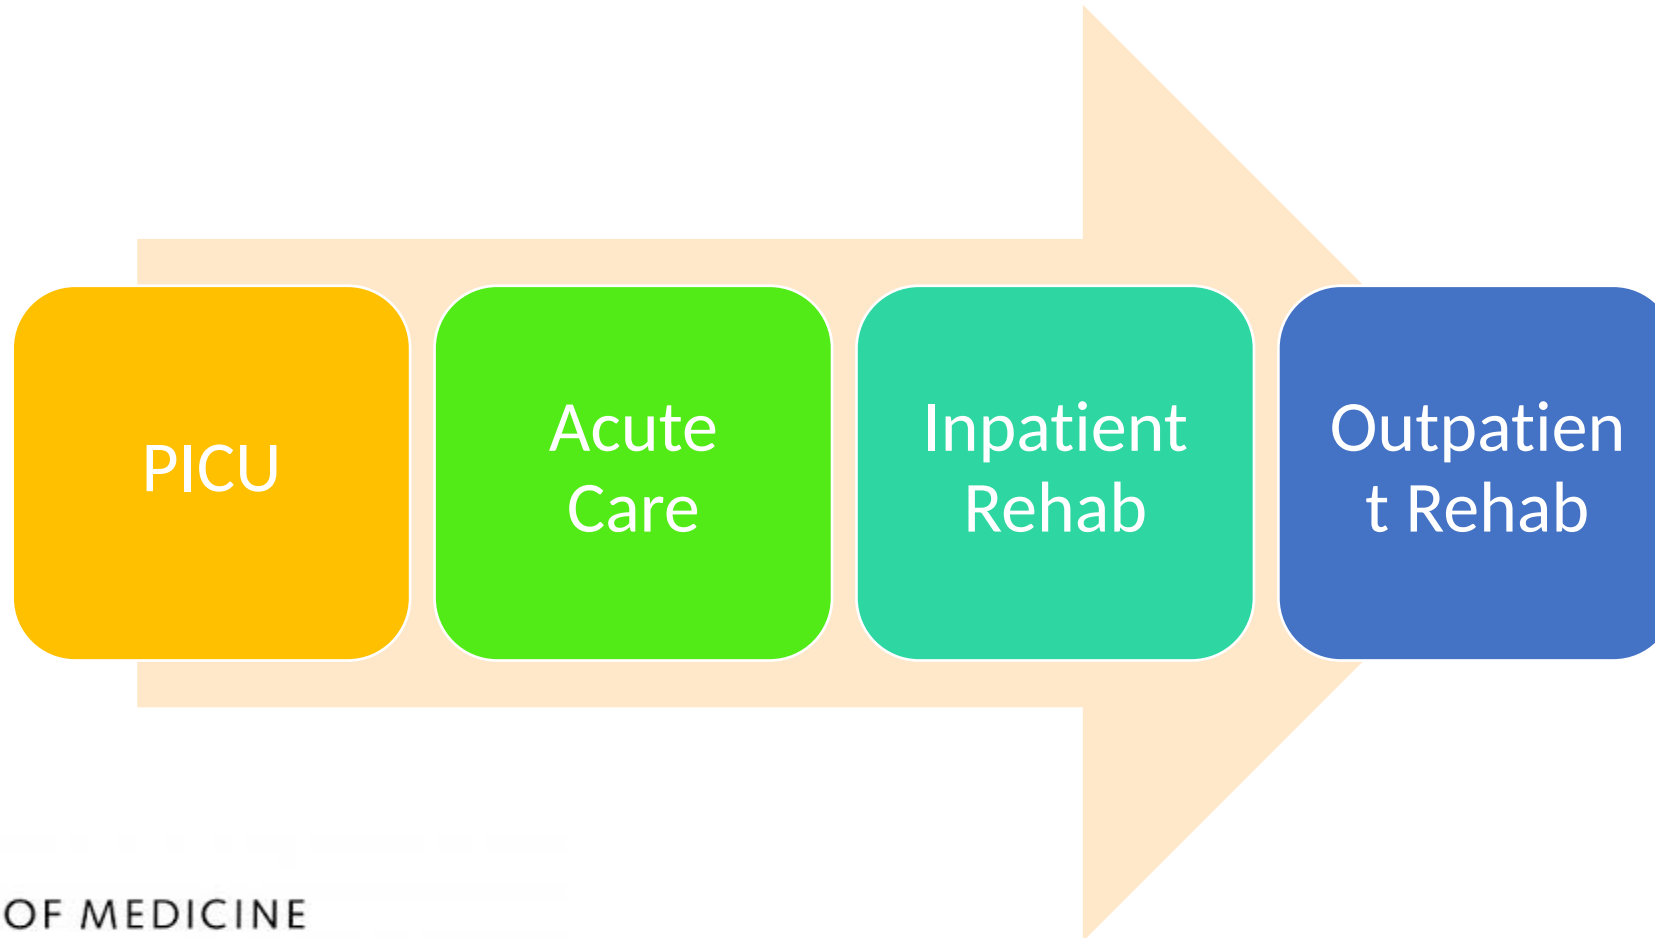 PICU
Acute
Care
Inpatient
Rehab
Outpatien
t Rehab
OF MEDICINE